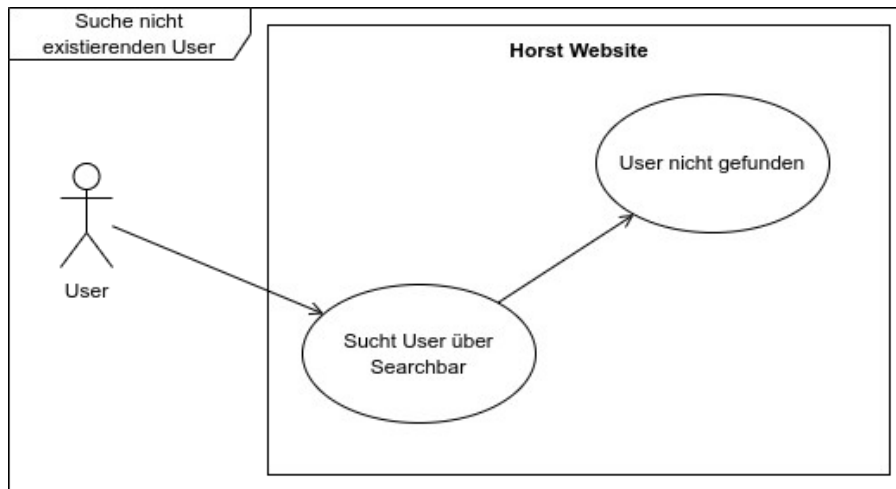 Suche nicht
existierenden User
Horst Website
User nicht gefunden
User
Sucht User über
Searchbar